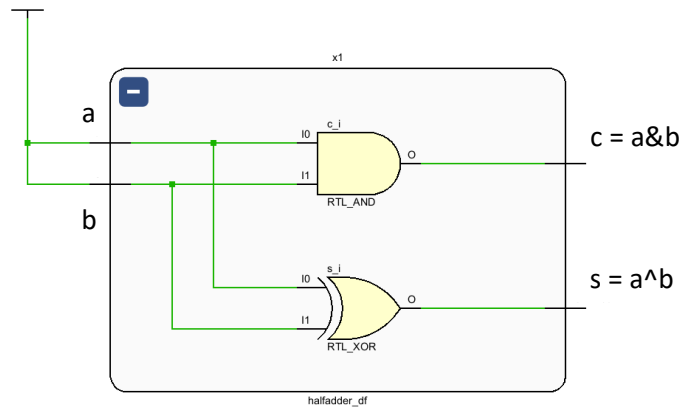 x1
a
c_i
I0
O
c = a&b
I1
RTL_AND
b
s_i
I0
O
s = a^b
I1
RTL_XOR
halfadder_df